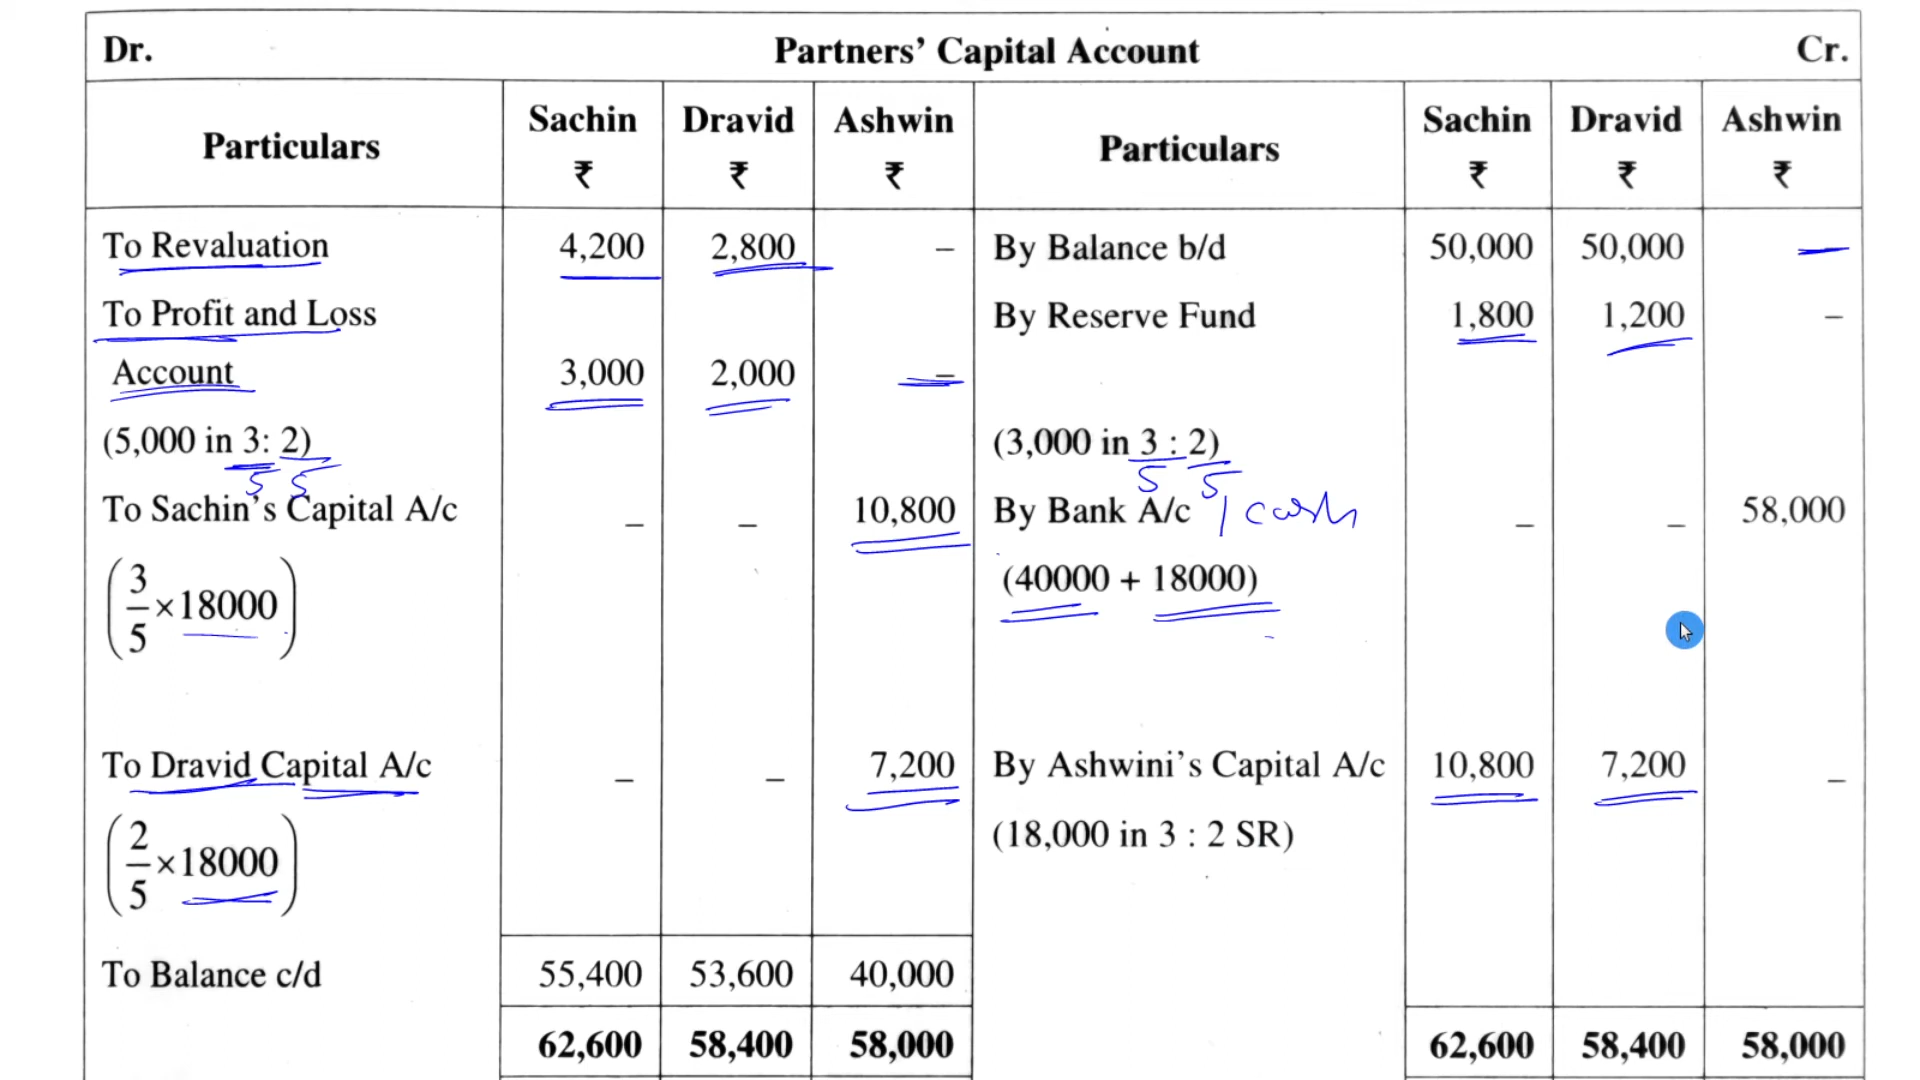 Dr. Partners’ Capital Account Cr.
Particulars Sachin ₹ Dravid ₹ Ashwin ₹ Particulars Sachin ₹ Dravid ₹ Ashwin ₹
To Revaluation 4,200 2,800 – By Balance b/d 50,000 50,000 –
To Profit and Loss By Reserve Fund 1,800 1,200 –
Account 3,000 2,000 –
(5,000 in 3: 2) (3,000 in 3 : 2)
5 5 5 5
To Sachin’s Capital A/c – – 10,800 By Bank A/c / cash – – 58,000
(3/5 ×18000) (40000 + 18000)
To Dravid Capital A/c – – 7,200 By Ashwini’s Capital A/c 10,800 7,200 –
(2/5 ×18000) (18,000 in 3 : 2 SR)
To Balance c/d 55,400 53,600 40,000
62,600 58,400 58,000 62,600 58,400 58,000